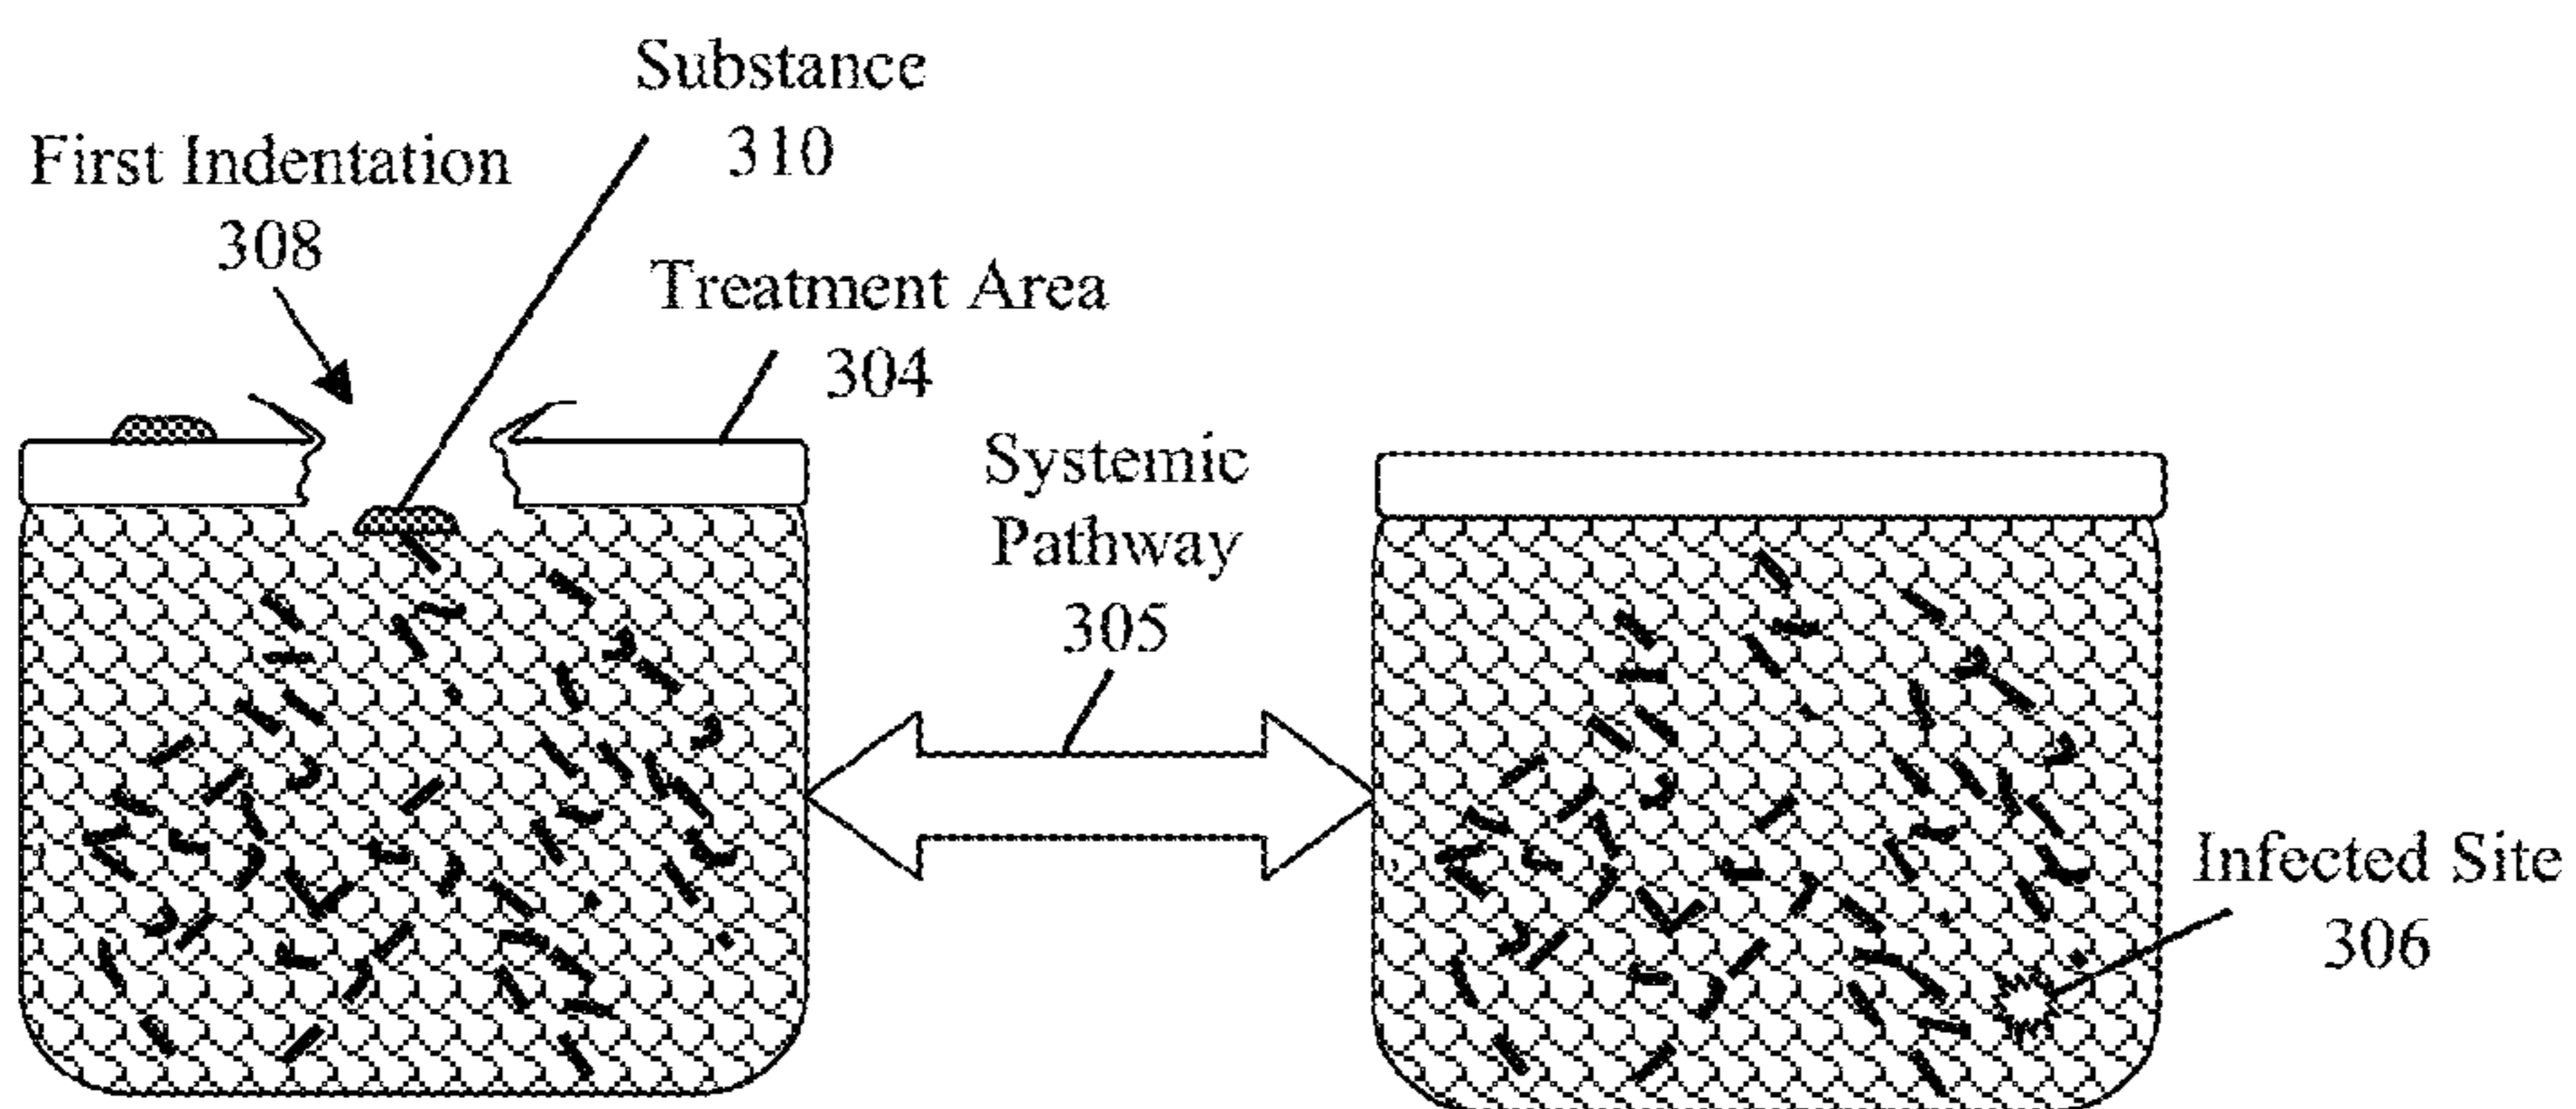 Substance
310
First Indentation
308
Treatment Area
304
Systemic
Pathway
305
Infected Site
306